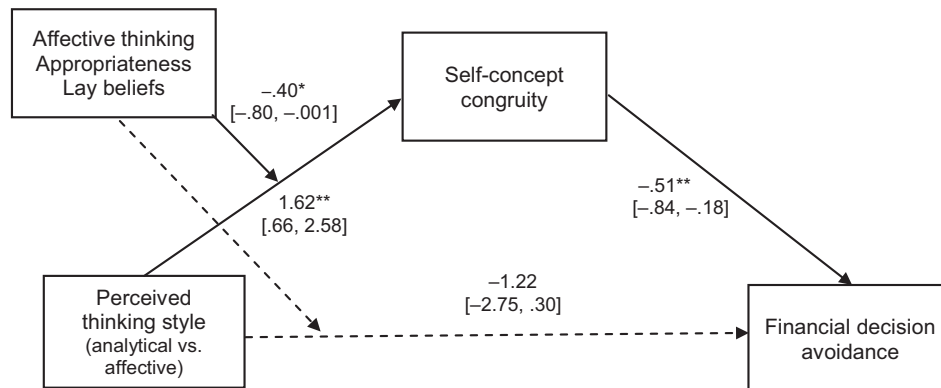 Affective thinking
Appropriateness
Lay beliefs
–.40*
[–.80, –.001]
Self-concept
congruity
1.62**
[.66, 2.58]
–.51**
[–.84, –.18]
Perceived
thinking style
(analytical vs.
affective)
–1.22
[–2.75, .30]
Financial decision
avoidance